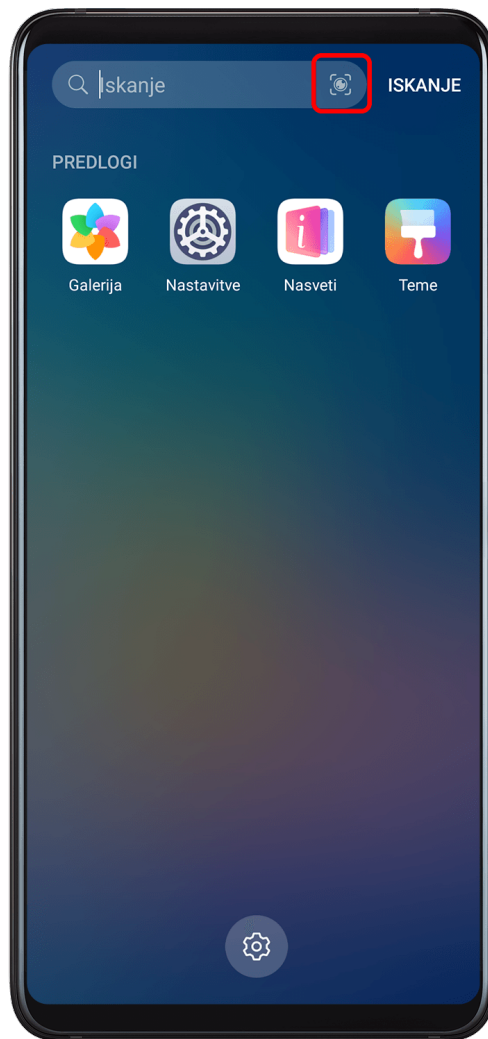 Iskanje
ISKANJE
PREDLOGI
Galerija
Nastavitve
Nasveti
Teme